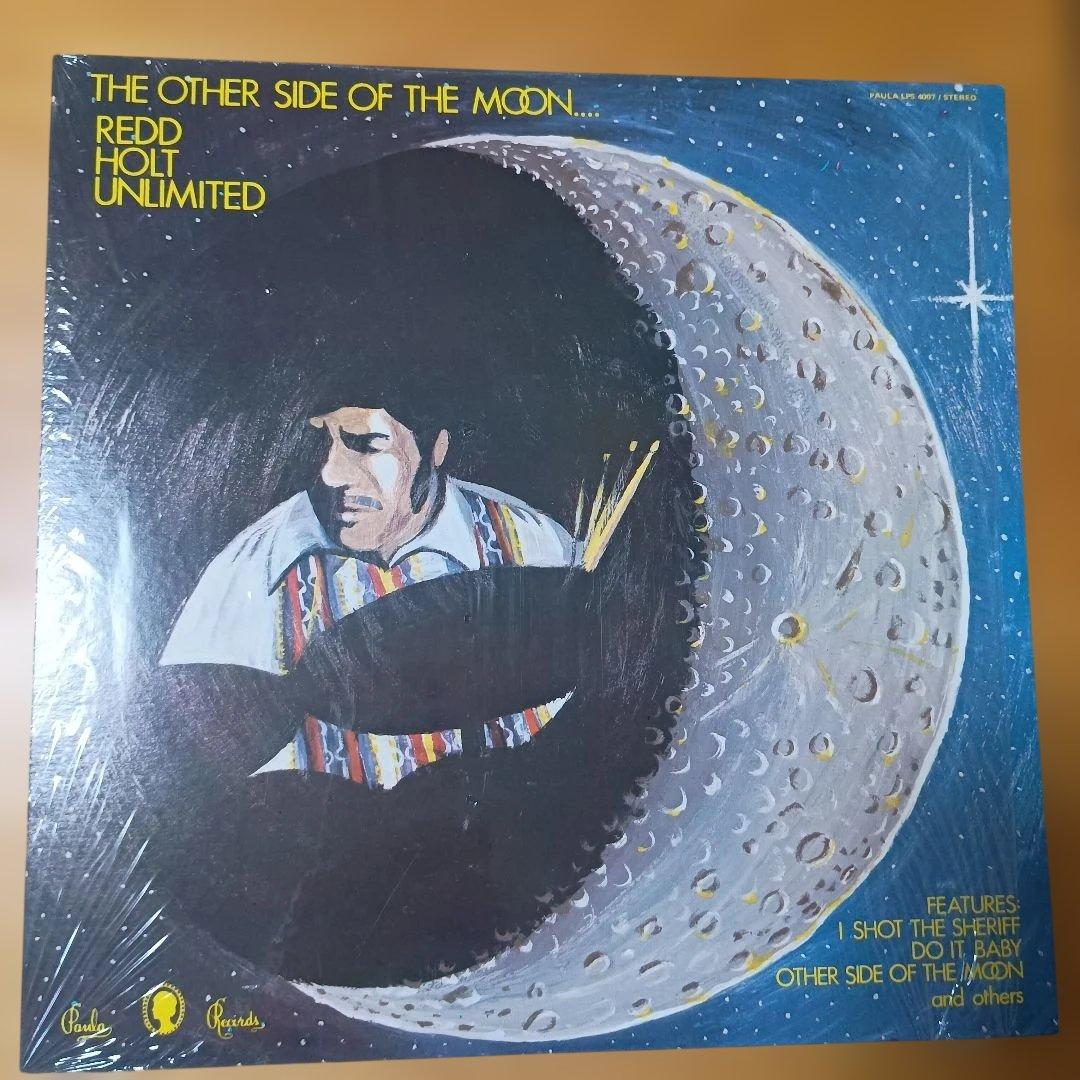 THE OTHER SIDE OF THE MOON....
PAULA LPS 4007 / STEREO
REDD
HOLT
UNLIMITED
FEATURES:
I SHOT THE SHERIFF
DO IT BABY
OTHER SIDE OF THE MOON
and others
Paula Records